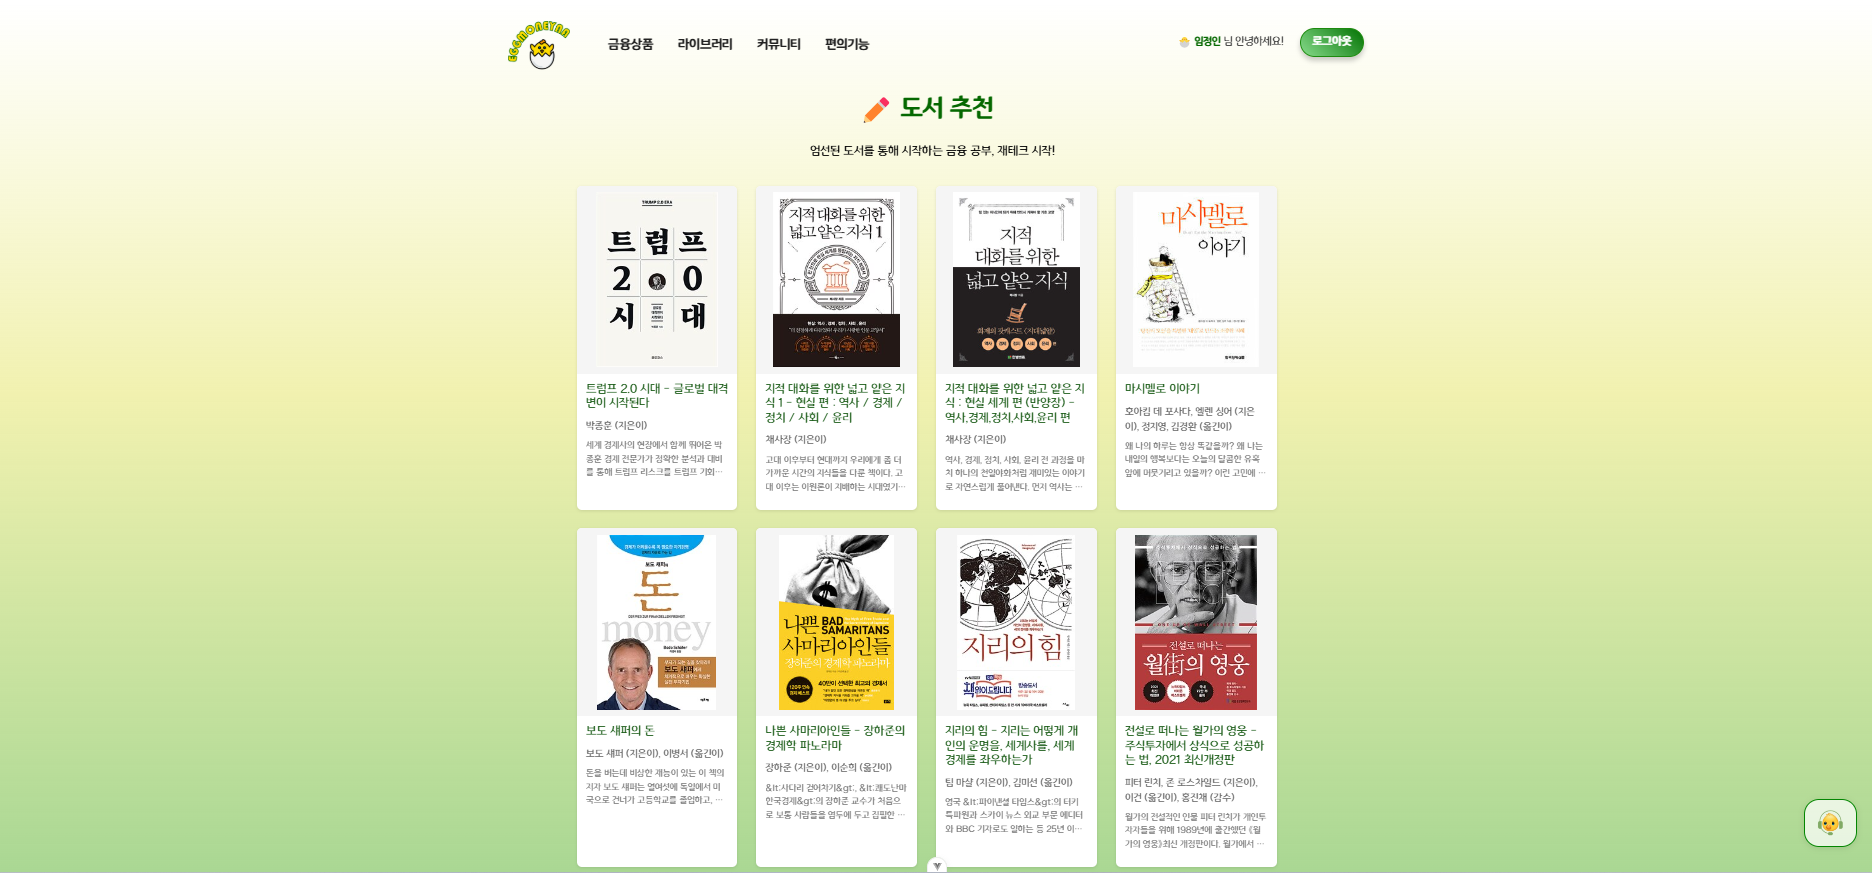 EGGMONEYNA
금융상품 라이브러리 커뮤니티 편의기능
임정인 님 안녕하세요! 로그아웃
도서 추천
엄선된 도서를 통해 시작하는 금융 공부, 재테크 시작!
TRUMP 2.0 ERA
트럼프
2 0
시대
트럼프 2.0 시대 - 글로벌 대격
변이 시작된다
박종훈 (지은이)
세계 경제사의 현장에서 함께 뛰어온 박
종훈 경제 전문가가 정확한 분석과 대비
를 통해 트럼프 리스크를 트럼프 기회...
지적 대화를 위한
넓고 얕은 지식 1
지적 대화를 위한 넓고 얕은 지
식 1 - 현실 편 : 역사 / 경제 /
정치 / 사회 / 윤리
채사장 (지은이)
고대 이후부터 현대까지 우리에게 좀 더
가까운 시간의 지식들을 다룬 책이다. 고
대 이후는 이원론이 지배하는 시대였기...
지적
대화를 위한
넓고 얕은 지식
지적 대화를 위한 넓고 얕은 지
식 : 현실 세계 편 (반양장) -
역사,경제,정치,사회,윤리 편
채사장 (지은이)
역사, 경제, 정치, 사회, 윤리 전 과정을 마
치 하나의 천일야화처럼 재미있는 이야기
로 자연스럽게 풀어낸다. 먼저 역사는 ...
마시멜로
이야기
마시멜로 이야기
호아킴 데 포사다, 엘렌 싱어 (지은
이), 정지영, 김경환 (옮긴이)
왜 나의 하루는 항상 똑같을까? 왜 나는
내일의 행복보다는 오늘의 달콤한 유혹
앞에 머뭇거리고 있을까? 이런 고민에 ...
보도 섀퍼의
돈
money
보도 섀퍼의 돈
보도 섀퍼 (지은이), 이병서 (옮긴이)
돈을 버는데 비상한 재능이 있는 이 책의
저자 보도 섀퍼는 열여섯에 독일에서 미
국으로 건너가 고등학교를 졸업하고, ...
나쁜 BAD
SAMARITANS
사마리아인들
장하준의 경제학 파노라마
나쁜 사마리아인들 - 장하준의
경제학 파노라마
장하준 (지은이), 이순희 (옮긴이)
&lt;사다리 걷어차기&gt;, &lt;쾌도난마
한국경제&gt;의 장하준 교수가 처음으
로 보통 사람들을 염두에 두고 집필한 ...
지리의 힘
책 읽어드립니다
지리의 힘 - 지리는 어떻게 개
인의 운명을, 세계사를, 세계
경제를 좌우하는가
팀 마샬 (지은이), 김미선 (옮긴이)
영국 &lt;파이낸셜 타임스&gt;의 터키
특파원과 스카이 뉴스 외교 부문 에디터
와 BBC 기자로도 일하는 등 25년 이...
전설로 떠나는
월街의 영웅
전설로 떠나는 월가의 영웅 -
주식투자에서 상식으로 성공하
는 법, 2021 최신개정판
피터 린치, 존 로스차일드 (지은이),
이건 (옮긴이), 홍진채 (감수)
월가의 전설적인 인물 피터 린치가 개인투
자자들을 위해 1989년에 출간했던 《월
가의 영웅》최신 개정판이다. 월가에서 ...